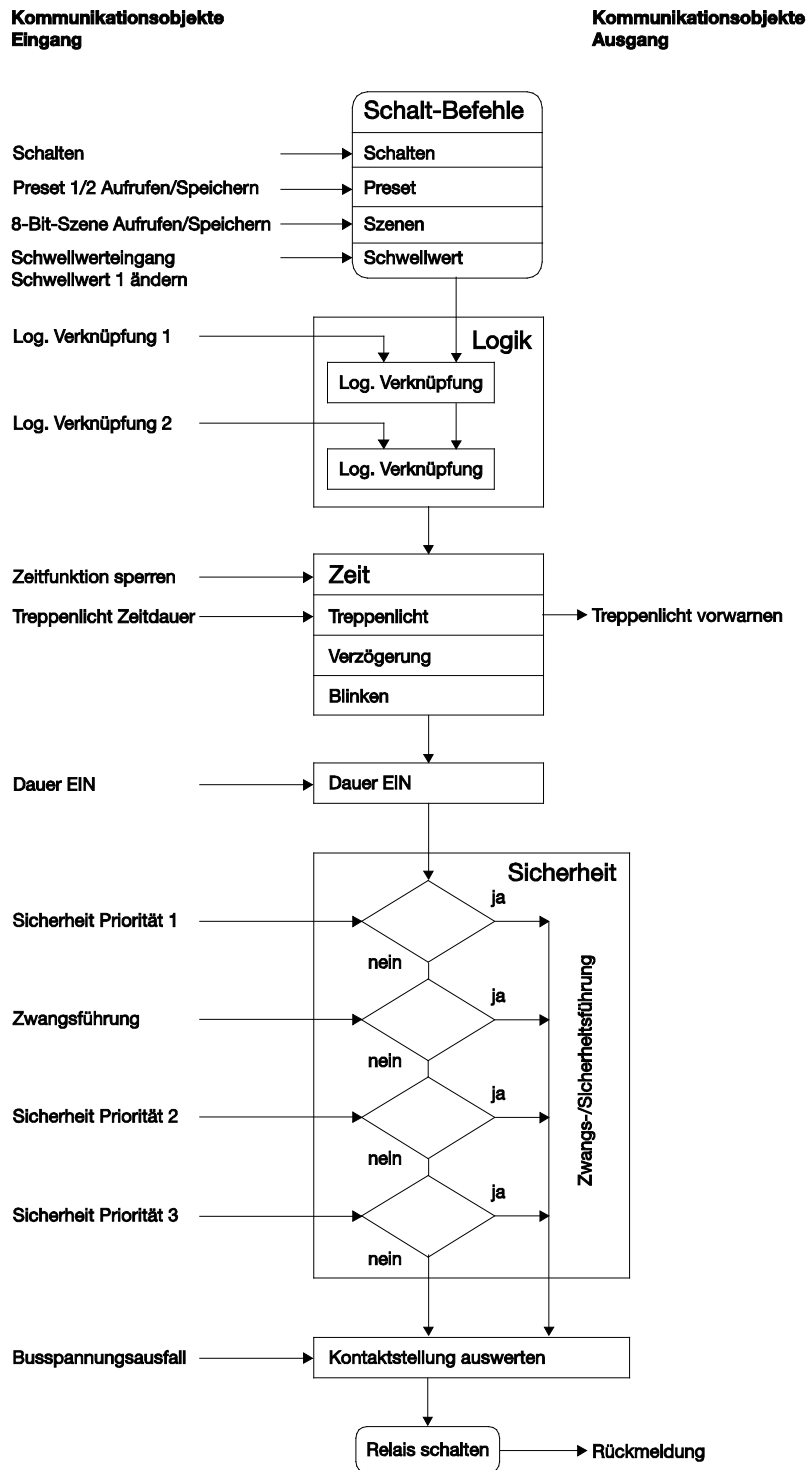 Kommunikationsobjekte
Eingang
Kommunikationsobjekte
Ausgang
Schalt-Befehle
Schalten
Schalten
Preset 1/2 Aufrufen/Speichern
Preset
8-Bit-Szene Aufrufen/Speichern
Szenen
Schwellwerteingang
Schwellwert 1 ändern
Schwellwert
Log. Verknüpfung 1
Logik
Log. Verknüpfung
Log. Verknüpfung 2
Log. Verknüpfung
Zeitfunktion sperren
Zeit
Treppenlicht Zeitdauer
Treppenlicht
Treppenlicht vorwarnen
Verzögerung
Blinken
Dauer EIN
Dauer EIN
Sicherheit
Sicherheit Priorität 1
ja
nein
Zwangsführung
ja
nein
Sicherheit Priorität 2
ja
nein
Sicherheit Priorität 3
ja
nein
Zwangs-/Sicherheitsführung
Busspannungsausfall
Kontaktstellung auswerten
Relais schalten
Rückmeldung